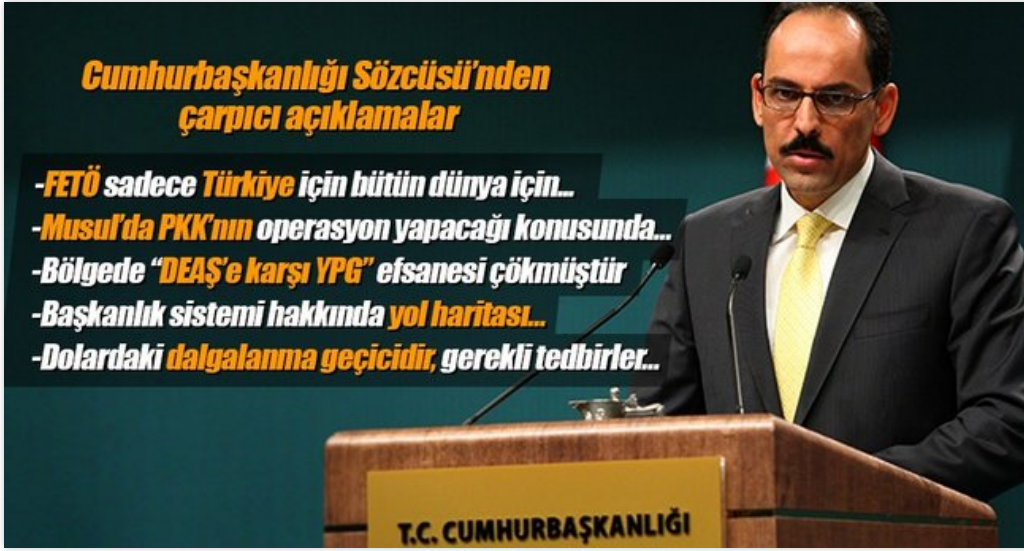 Cumhurbaşkanlığı Sözcüsü'nden
çarpıcı açıklamalar
-FETÖ sadece Türkiye için bütün dünya için...
-Musul'da PKK'nın operasyon yapacağı konusunda...
-Bölgede “DEAŞ'e karşı YPG” efsanesi çökmüştür
-Başkanlık sistemi hakkında yol haritası...
-Dolardaki dalgalanma geçicidir, gerekli tedbirler...
T.C. CUMHURBAŞKANLIĞI